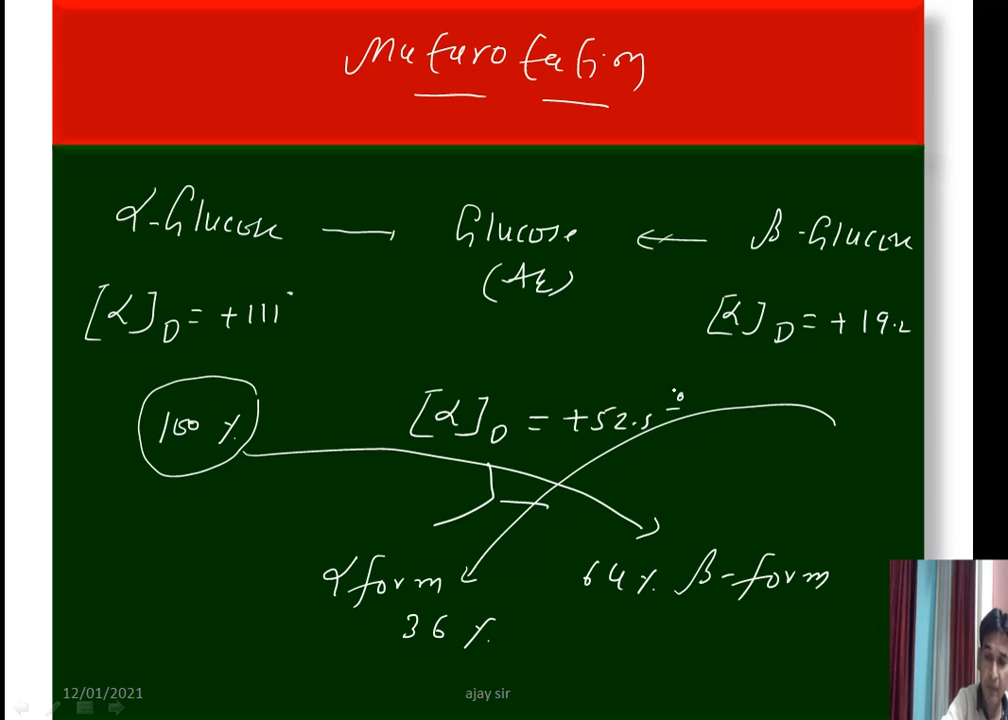 Mutarotation
α-Glucose → Glucose ← β-Glucose
(Aq)
[α]D = +111° [α]D = +19.2
100 % [α]D = +52.5°
α form 64% β-form
36 %
12/01/2021 ajay sir